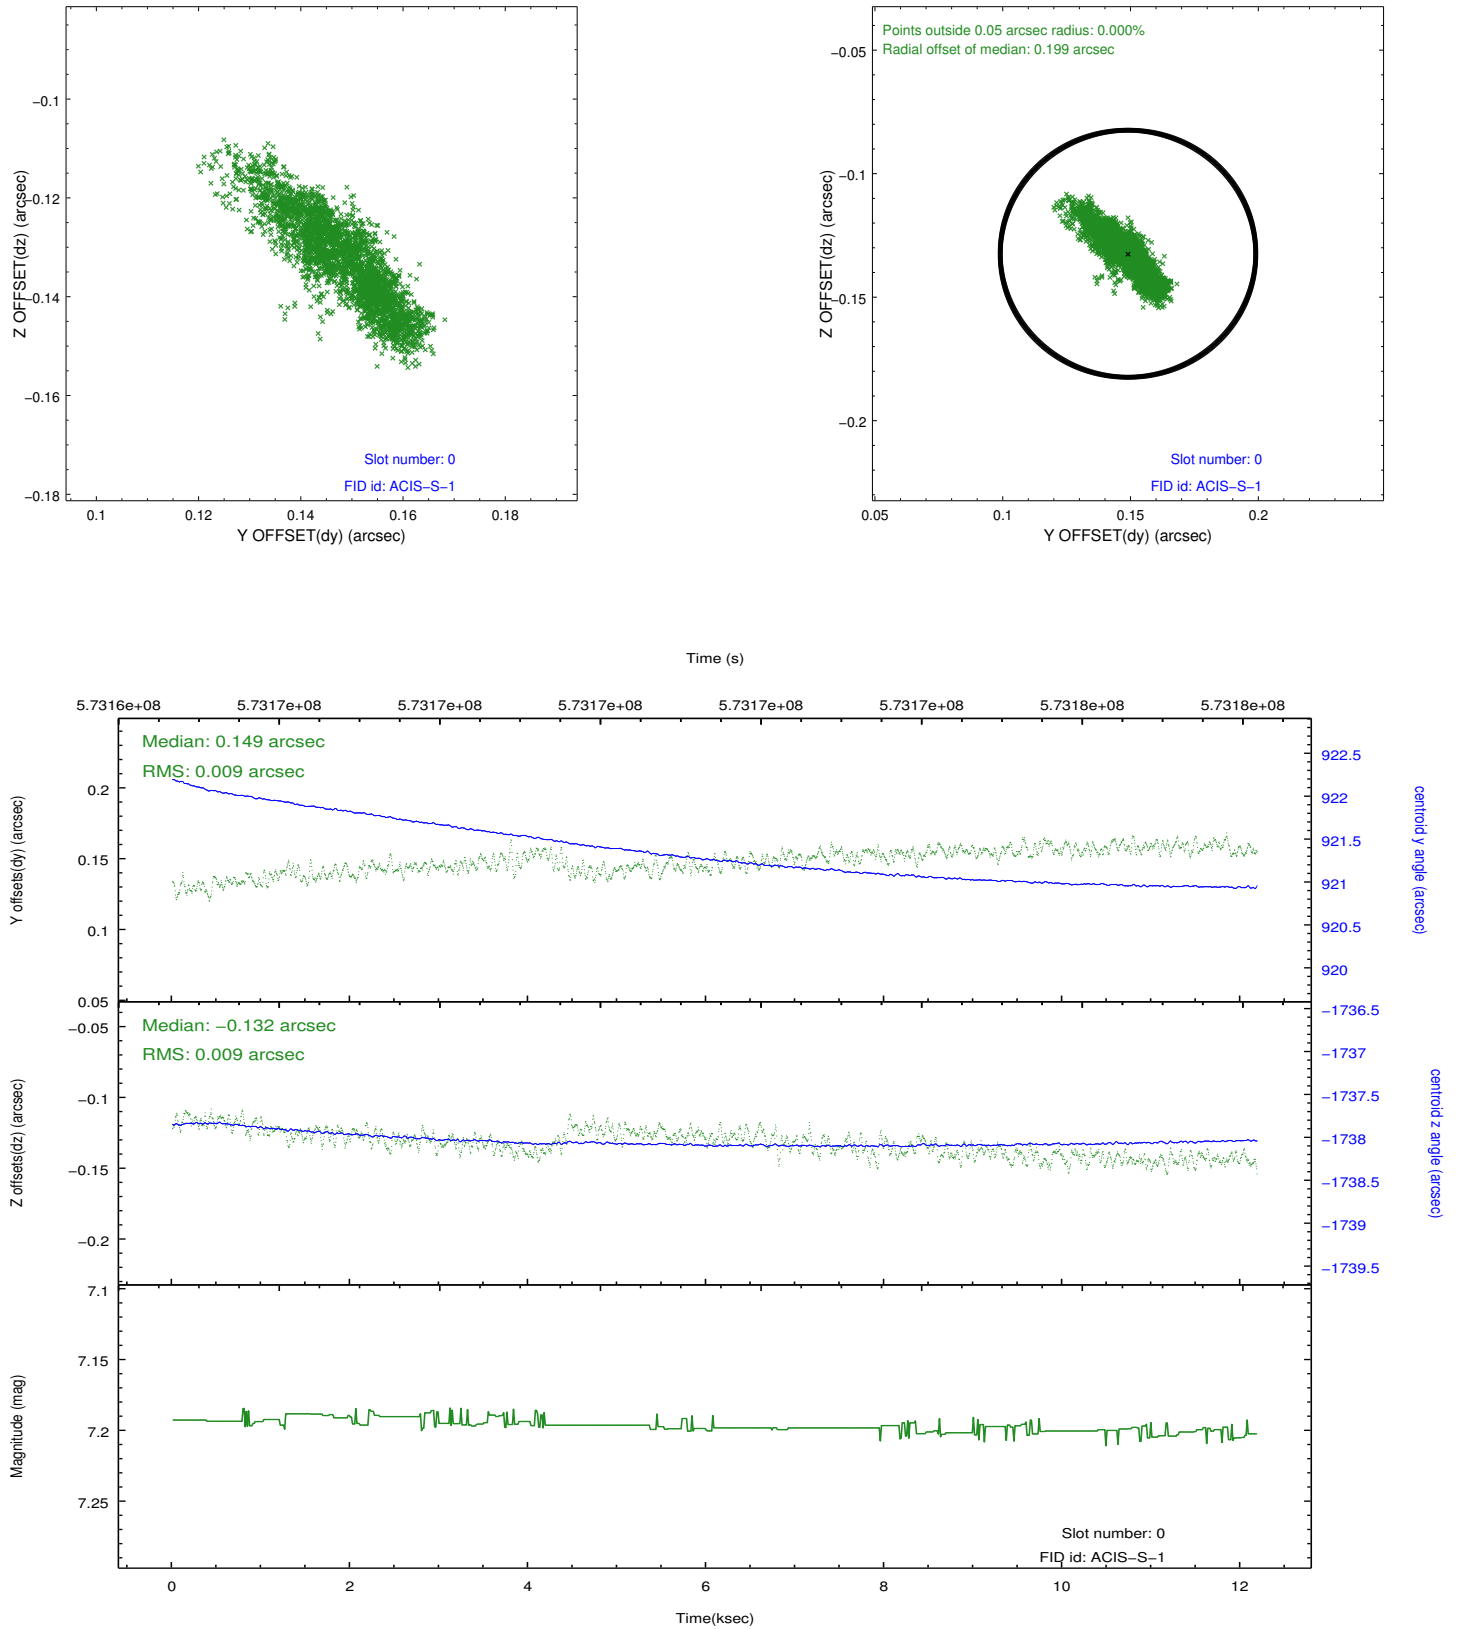 −0.1
−0.12
−0.14
−0.16
−0.18
Z OFFSET(dz) (arcsec)
0.1
0.12
0.14
0.16
0.18
Y OFFSET(dy) (arcsec)
Slot number: 0
FID id: ACIS−S−1
Points outside 0.05 arcsec radius: 0.000%
Radial offset of median: 0.199 arcsec
−0.05
−0.1
−0.15
−0.2
Z OFFSET(dz) (arcsec)
Slot number: 0
FID id: ACIS−S−1
0.05
0.1
0.15
0.2
Y OFFSET(dy) (arcsec)
Time (s)
5.7316e+08
5.7317e+08
5.7317e+08
5.7317e+08
5.7317e+08
5.7317e+08
5.7318e+08
5.7318e+08
Median: 0.149 arcsec
RMS: 0.009 arcsec
0.2
0.15
0.1
0.05
Y offsets(dy) (arcsec)
922.5
922
921.5
921
920.5
920
centroid y angle (arcsec)
Median: −0.132 arcsec
RMS: 0.009 arcsec
−0.05
−0.1
−0.15
−0.2
Z offsets(dz) (arcsec)
−1736.5
−1737
−1737.5
−1738
−1738.5
−1739
−1739.5
centroid z angle (arcsec)
7.1
7.15
7.2
7.25
Magnitude (mag)
Slot number: 0
FID id: ACIS−S−1
0
2
4
6
8
10
12
Time(ksec)